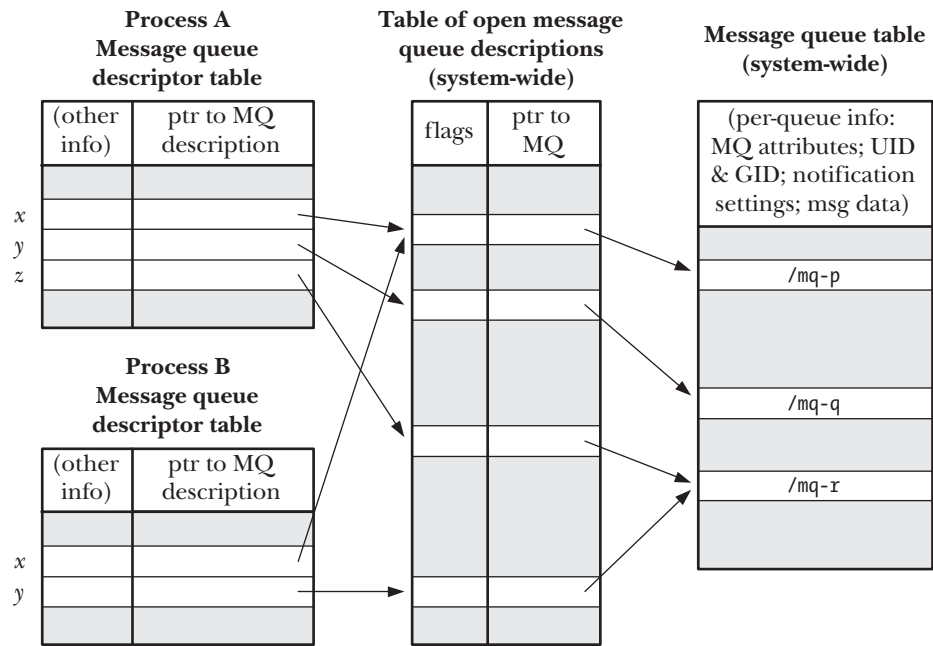 Process A
Message queue
descriptor table
(other
info)
ptr to MQ
description
x
y
z
Process B
Message queue
descriptor table
(other
info)
ptr to MQ
description
x
y
Table of open message
queue descriptions
(system-wide)
flags
ptr to
MQ
Message queue table
(system-wide)
(per-queue info:
MQ attributes; UID
& GID; notification
settings; msg data)
/mq-p
/mq-q
/mq-r